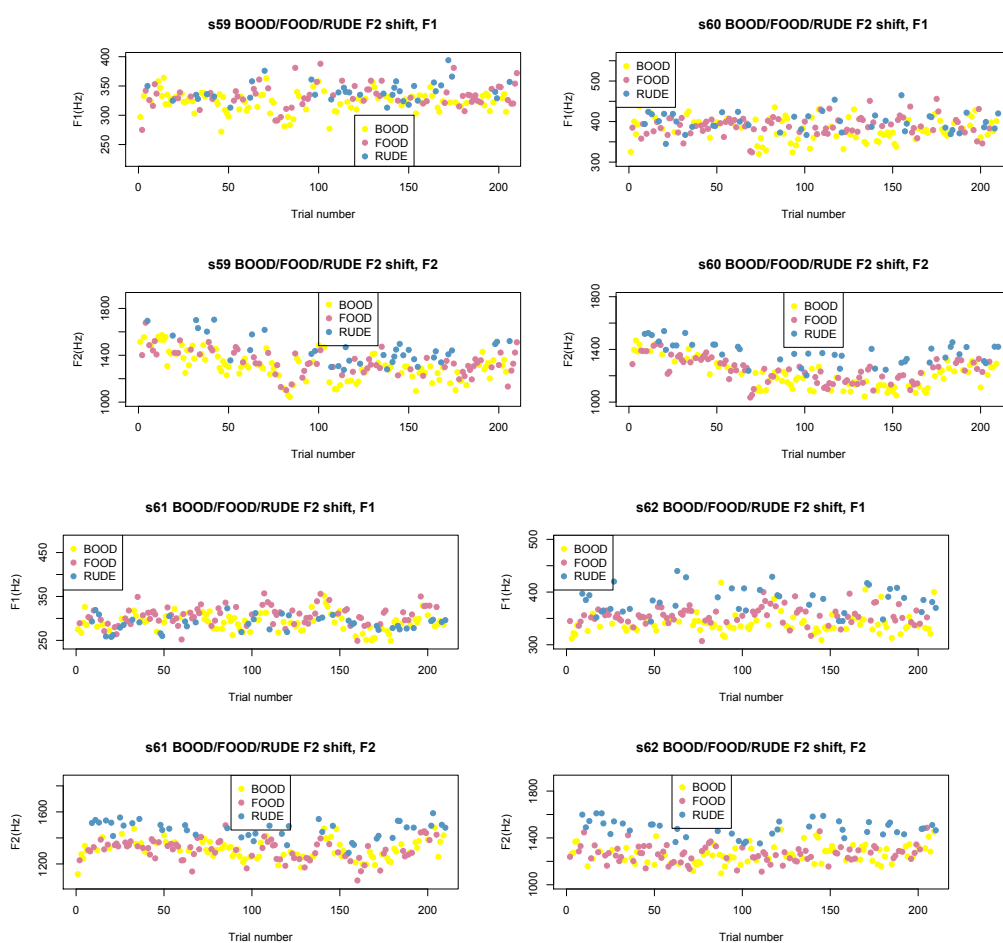 s59 BOOD/FOOD/RUDE F2 shift, F1
F1(Hz)
400
350
300
250
BOOD
FOOD
RUDE
0 50 100 150 200
Trial number
s60 BOOD/FOOD/RUDE F2 shift, F1
F1(Hz)
500
400
300
BOOD
FOOD
RUDE
0 50 100 150 200
Trial number
s59 BOOD/FOOD/RUDE F2 shift, F2
F2(Hz)
1800
1400
1000
BOOD
FOOD
RUDE
0 50 100 150 200
Trial number
s60 BOOD/FOOD/RUDE F2 shift, F2
F2(Hz)
1800
1400
1000
BOOD
FOOD
RUDE
0 50 100 150 200
Trial number
s61 BOOD/FOOD/RUDE F2 shift, F1
F1(Hz)
450
350
250
BOOD
FOOD
RUDE
0 50 100 150 200
Trial number
s62 BOOD/FOOD/RUDE F2 shift, F1
F1(Hz)
500
400
300
BOOD
FOOD
RUDE
0 50 100 150 200
Trial number
s61 BOOD/FOOD/RUDE F2 shift, F2
F2(Hz)
1600
1200
BOOD
FOOD
RUDE
0 50 100 150 200
Trial number
s62 BOOD/FOOD/RUDE F2 shift, F2
F2(Hz)
1800
1400
1000
BOOD
FOOD
RUDE
0 50 100 150 200
Trial number